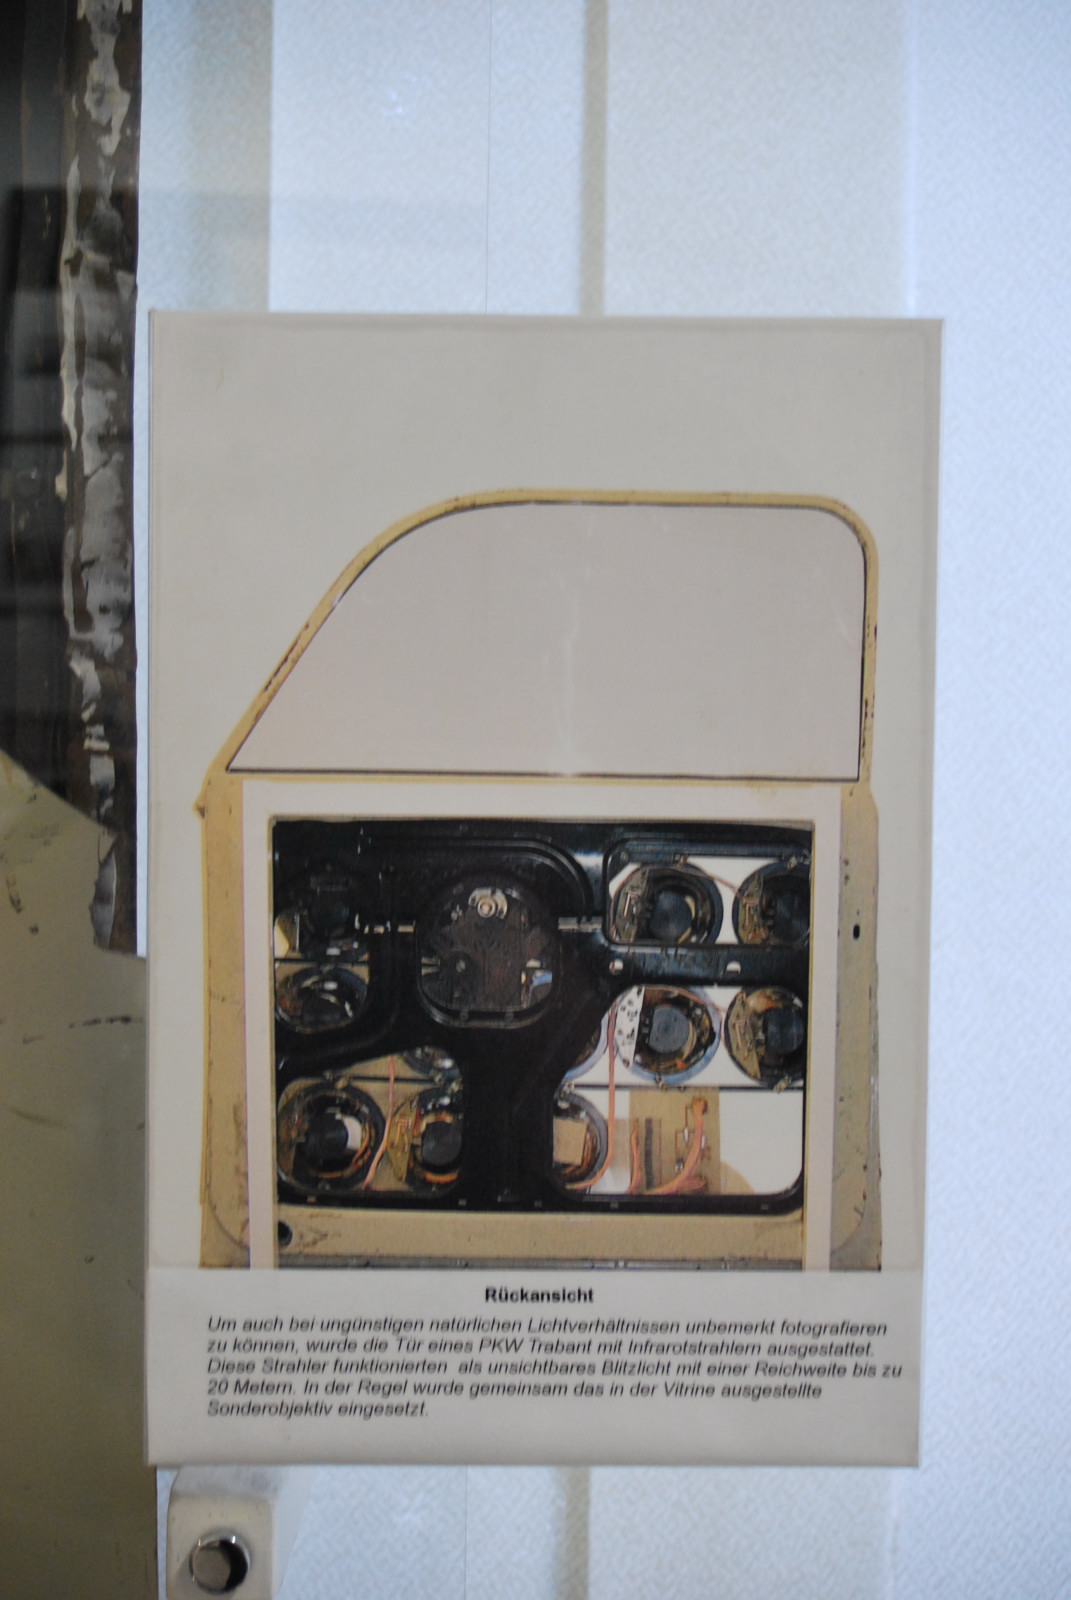 Rückansicht
Um auch bei ungünstigen natürlichen Lichtverhältnissen unbemerkt fotografieren
zu können, wurde die Tür eines PKW Trabant mit Infrarotstrahlern ausgestattet.
Diese Strahler funktionierten als unsichtbares Blitzlicht mit einer Reichweite bis zu
20 Metern. In der Regel wurde gemeinsam das in der Vitrine ausgestellte
Sonderobjektiv eingesetzt.